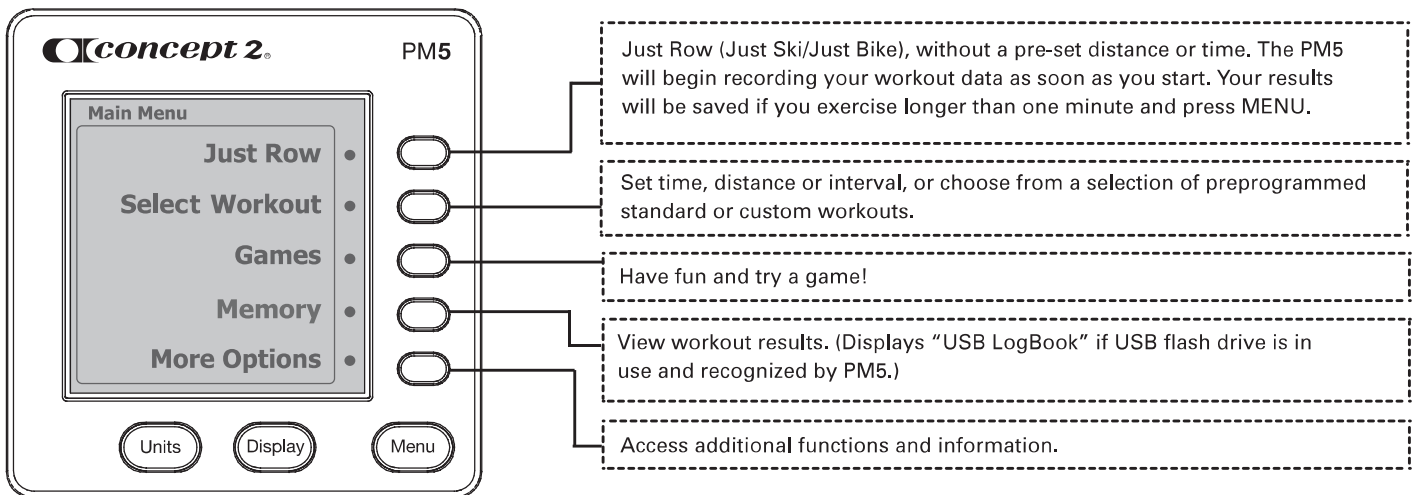 concept 2®
PM5
Main Menu
Just Row
Select Workout
Games
Memory
More Options
Units
Display
Menu
Just Row (Just Ski/Just Bike), without a pre-set distance or time. The PM5
will begin recording your workout data as soon as you start. Your results
will be saved if you exercise longer than one minute and press MENU.
Set time, distance or interval, or choose from a selection of preprogrammed
standard or custom workouts.
Have fun and try a game!
View workout results. (Displays “USB LogBook” if USB flash drive is in
use and recognized by PM5.)
Access additional functions and information.